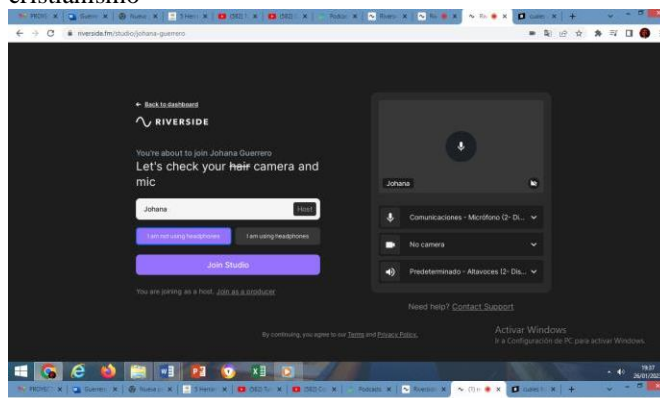 cristianismo
riverside.fm/studio/johana-guerrero
← Back to dashboard
RIVERSIDE
You're about to join Johana Guerrero
Let's check your hair camera and
mic
Johana Host
I am not using headphones I am using headphones
Join Studio
You are joining as a host. Join as a producer
Johana
Comunicaciones - Micrófono (2- Di...
No camera
Predeterminado - Altavoces (2- Dis...
Need help? Contact Support
By continuing, you agree to our Terms and Privacy Policy.
Activar Windows
Ir a Configuración de PC para activar Windows.
19:37